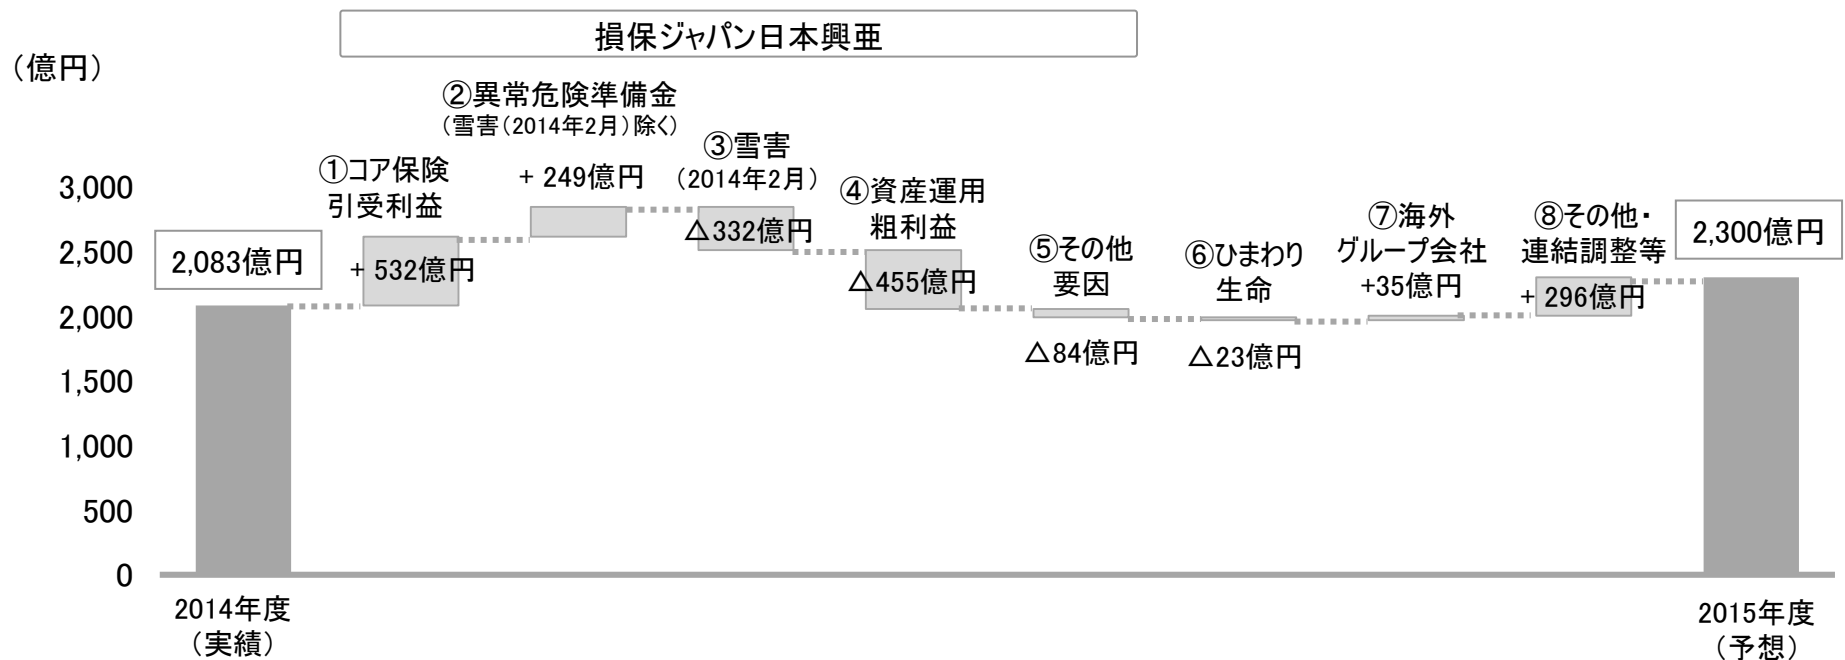 損保ジャパン日本興亜
（億円）
②異常危険準備金
（雪害（2014年2月）除く）
+ 249億円
③雪害
（2014年2月）
△332億円
①コア保険
引受利益
+ 532億円
④資産運用
粗利益
△455億円
⑤その他
要因
△84億円
⑥ひまわり
生命
△23億円
⑦海外
グループ会社
+35億円
⑧その他・
連結調整等
+ 296億円
2,083億円
2,300億円
3,000
2,500
2,000
1,500
1,000
500
0
2014年度
（実績）
2015年度
（予想）